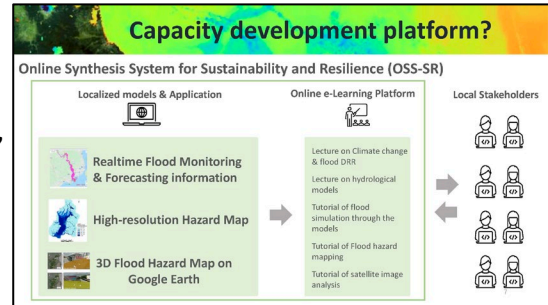 Capacity development platform?
Online Synthesis System for Sustainability and Resilience (OSS-SR)
Localized models & Application
Realtime Flood Monitoring
& Forecasting information
High-resolution Hazard Map
3D Flood Hazard Map on
Google Earth
Online e-Learning Platform
Lecture on Climate change
& flood DRR
Lecture on hydrological
models
Tutorial of flood
simulation through the
models
Tutorial of Flood hazard
mapping
Tutorial of satellite image
analysis
Local Stakeholders